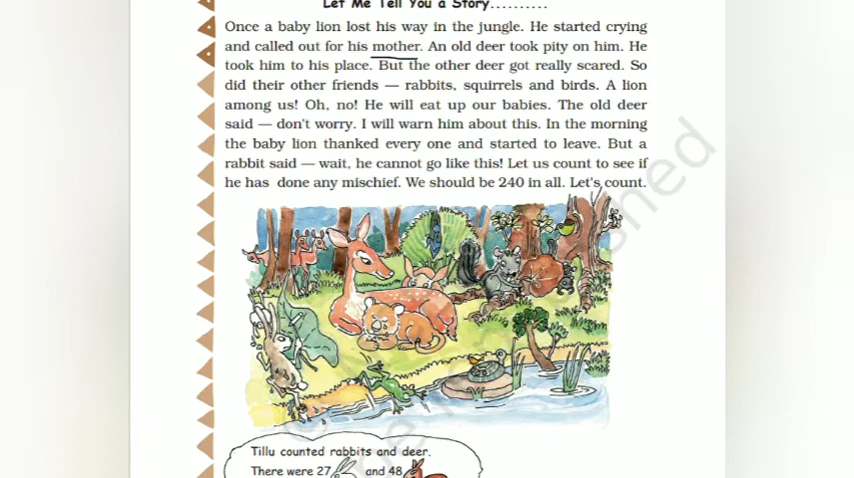 Let Me Tell You a Story..........
Once a baby lion lost his way in the jungle. He started crying
and called out for his mother. An old deer took pity on him. He
took him to his place. But the other deer got really scared. So
did their other friends — rabbits, squirrels and birds. A lion
among us! Oh, no! He will eat up our babies. The old deer
said — don't worry. I will warn him about this. In the morning
the baby lion thanked every one and started to leave. But a
rabbit said — wait, he cannot go like this! Let us count to see if
he has done any mischief. We should be 240 in all. Let's count.
Tillu counted rabbits and deer.
There were 27 and 48